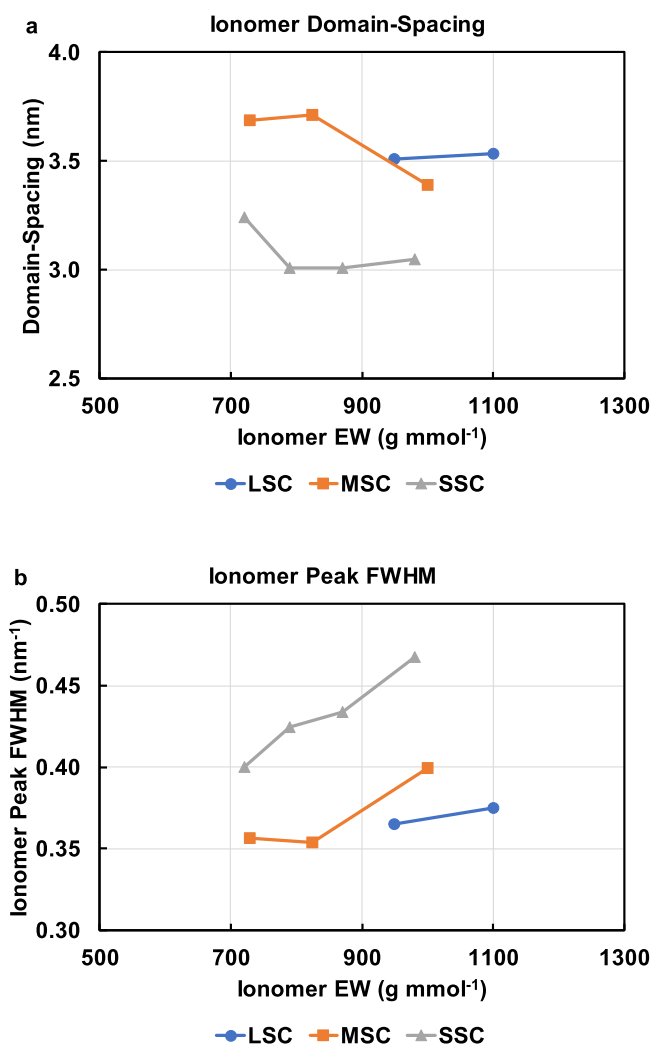 a
Ionomer Domain-Spacing
Domain-Spacing (nm)
4.0
3.5
3.0
2.5
500 700 900 1100 1300
Ionomer EW (g mmol⁻¹)
LSC MSC SSC
b
Ionomer Peak FWHM
Ionomer Peak FWHM (nm⁻¹)
0.50
0.45
0.40
0.35
0.30
500 700 900 1100 1300
Ionomer EW (g mmol⁻¹)
LSC MSC SSC